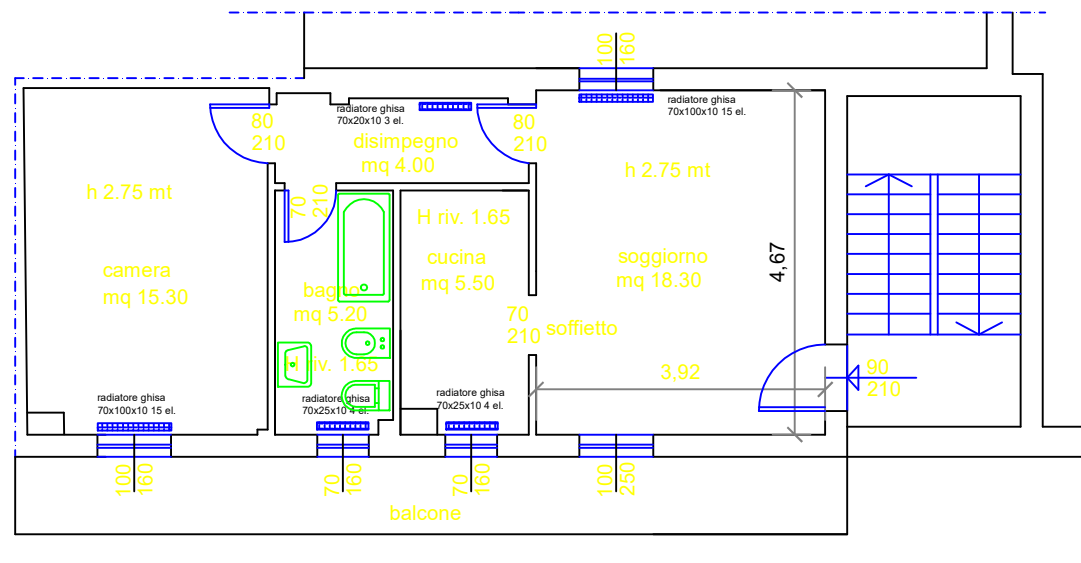 100
160
radiatore ghisa
70x20x10 3 el.
radiatore ghisa
70x100x10 15 el.
80
210
disimpegno
mq 4.00
80
210
h 2.75 mt
h 2.75 mt
70
210
H riv. 1.65
camera
mq 15.30
cucina
mq 5.50
soggiorno
mq 18.30
4,67
bagno
mq 5.20
70
210
soffietto
H riv. 1.65
3,92
90
210
radiatore ghisa
70x100x10 15 el.
radiatore ghisa
70x25x10 4 el.
radiatore ghisa
70x25x10 4 el.
100
160
70
160
70
160
100
250
balcone